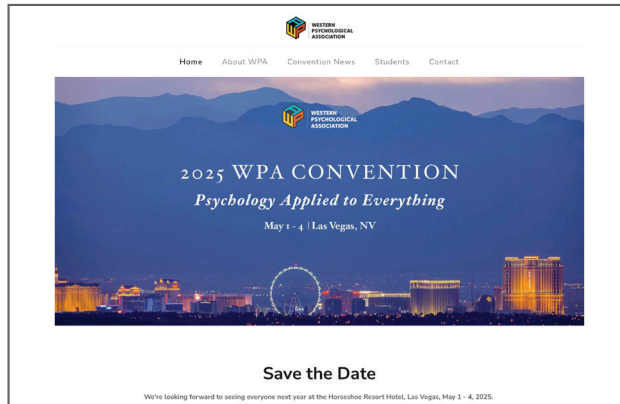 WESTERN
PSYCHOLOGICAL
ASSOCIATION
Home About WPA Convention News Students Contact
WESTERN
PSYCHOLOGICAL
ASSOCIATION
2025 WPA CONVENTION
Psychology Applied to Everything
May 1 - 4 | Las Vegas, NV
Save the Date
We're looking forward to seeing everyone next year at the Horseshoe Resort Hotel, Las Vegas, May 1 - 4, 2025.